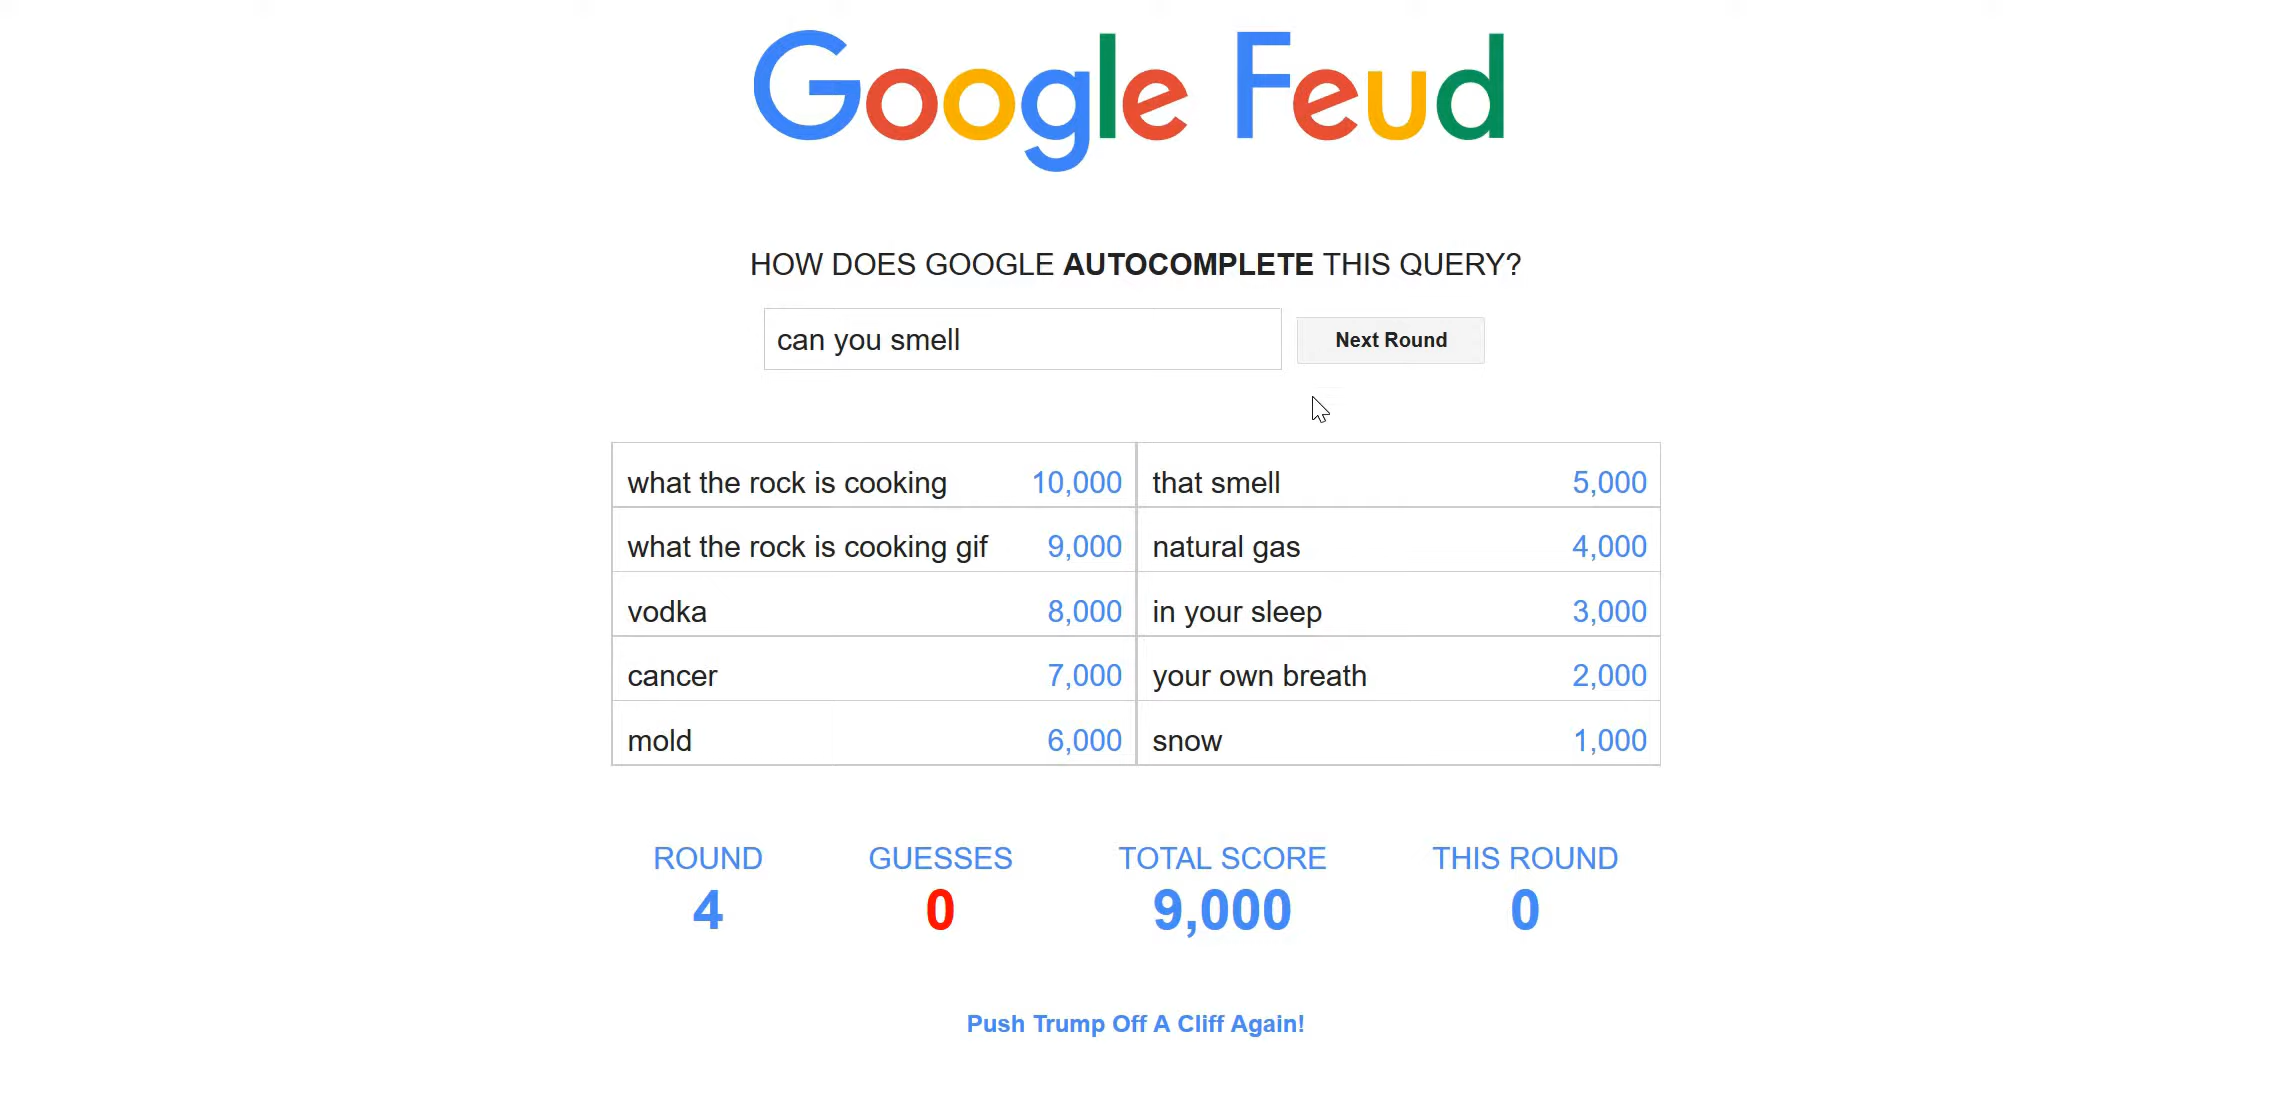 Google Feud
HOW DOES GOOGLE AUTOCOMPLETE THIS QUERY?
can you smell
Next Round
what the rock is cooking 10,000
that smell 5,000
what the rock is cooking gif 9,000
natural gas 4,000
vodka 8,000
in your sleep 3,000
cancer 7,000
your own breath 2,000
mold 6,000
snow 1,000
ROUND GUESSES TOTAL SCORE THIS ROUND
4 0 9,000 0
Push Trump Off A Cliff Again!